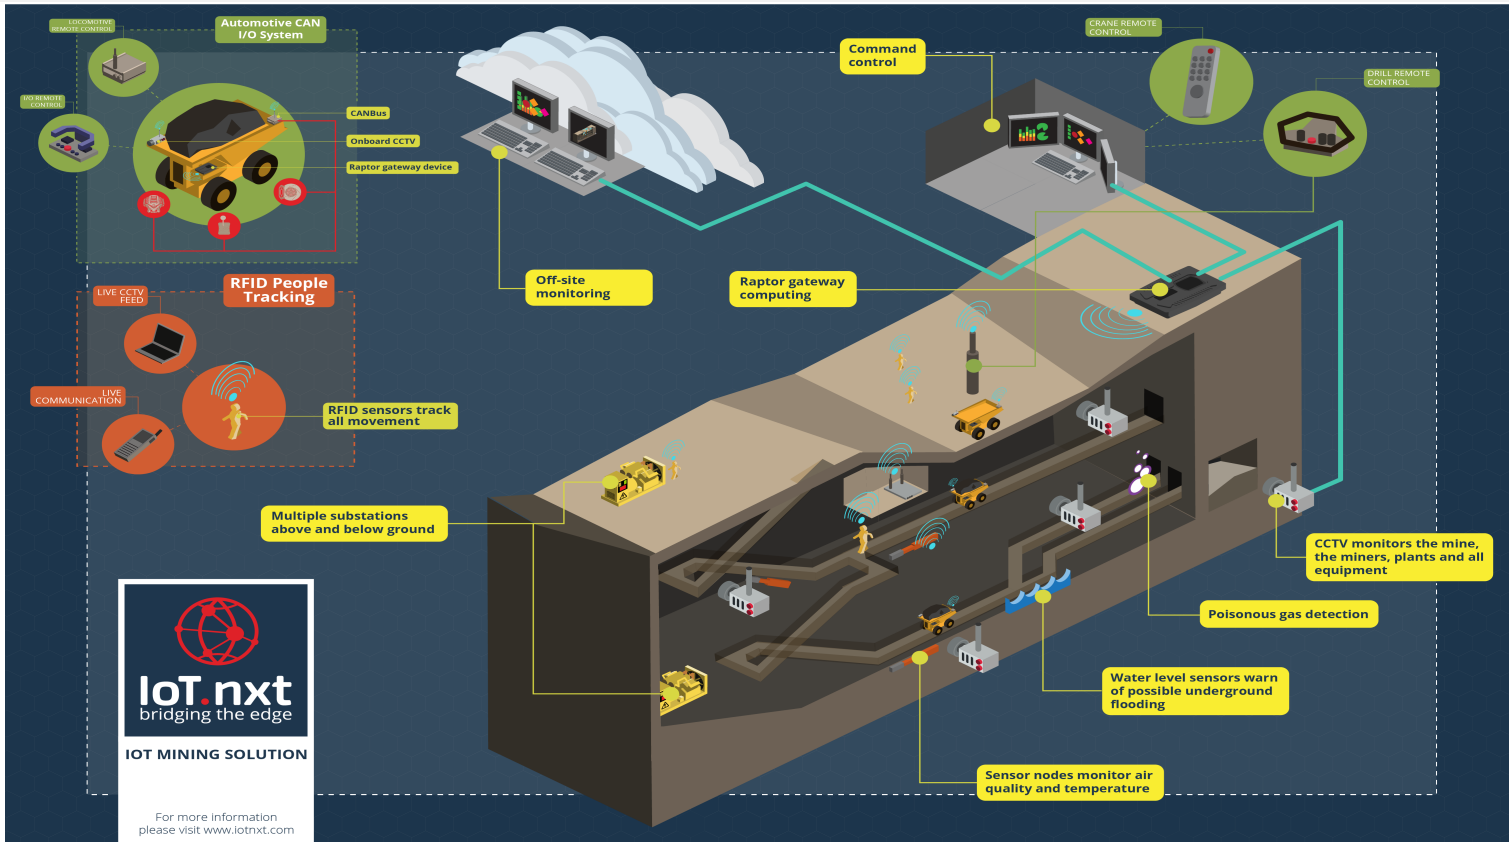 LOCOMOTIVE
REMOTE CONTROL
Automotive CAN
I/O System
I/O REMOTE
CONTROL
CANBus
Onboard CCTV
Raptor gateway device
RFID People
Tracking
LIVE CCTV
FEED
LIVE
COMMUNICATION
RFID sensors track
all movement
Command
control
CRANE REMOTE
CONTROL
DRILL REMOTE
CONTROL
Off-site
monitoring
Raptor gateway
computing
Multiple substations
above and below ground
CCTV monitors the mine,
the miners, plants and all
equipment
Poisonous gas detection
Water level sensors warn
of possible underground
flooding
Sensor nodes monitor air
quality and temperature
IoT.nxt
bridging the edge
IOT MINING SOLUTION
For more information
please visit www.iotnxt.com